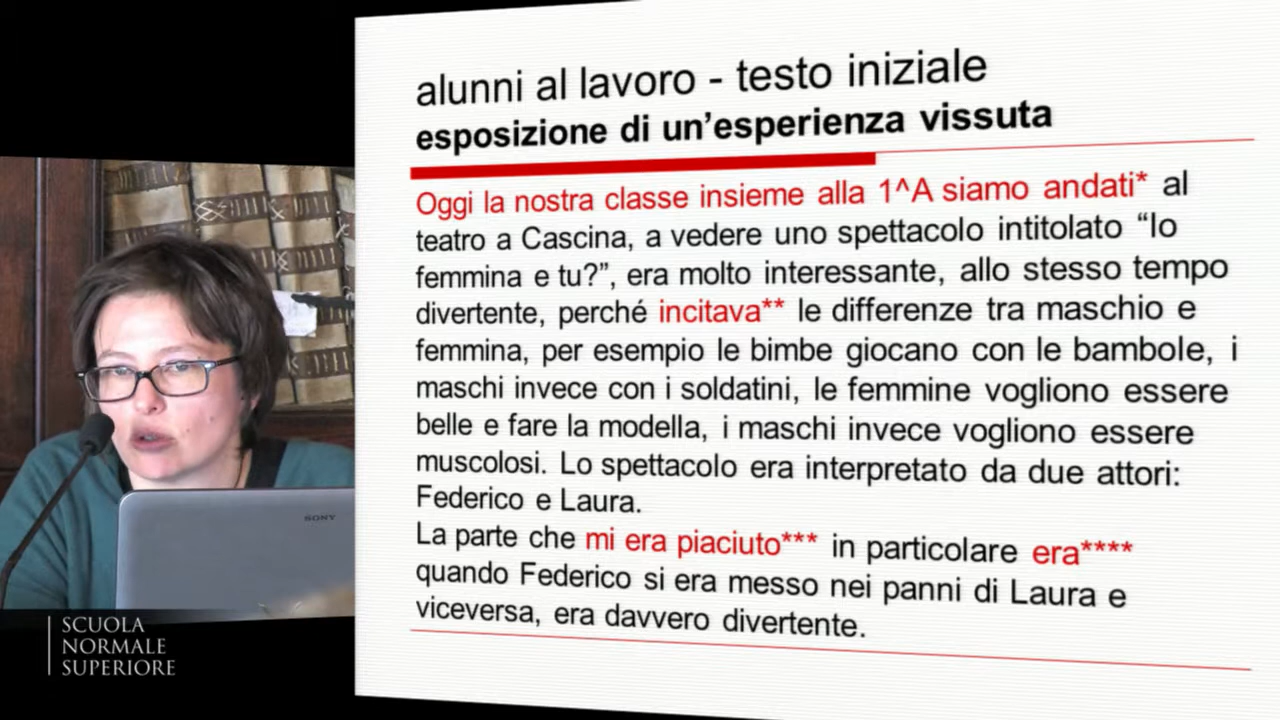 alunni al lavoro - testo iniziale
esposizione di un'esperienza vissuta
Oggi la nostra classe insieme alla 1^A siamo andati* al
teatro a Cascina, a vedere uno spettacolo intitolato “Io
femmina e tu?”, era molto interessante, allo stesso tempo
divertente, perché incitava** le differenze tra maschio e
femmina, per esempio le bimbe giocano con le bambole, i
maschi invece con i soldatini, le femmine vogliono essere
belle e fare la modella, i maschi invece vogliono essere
muscolosi. Lo spettacolo era interpretato da due attori:
Federico e Laura.
La parte che mi era piaciuto*** in particolare era****
quando Federico si era messo nei panni di Laura e
viceversa, era davvero divertente.
SONY
SCUOLA
NORMALE
SUPERIORE